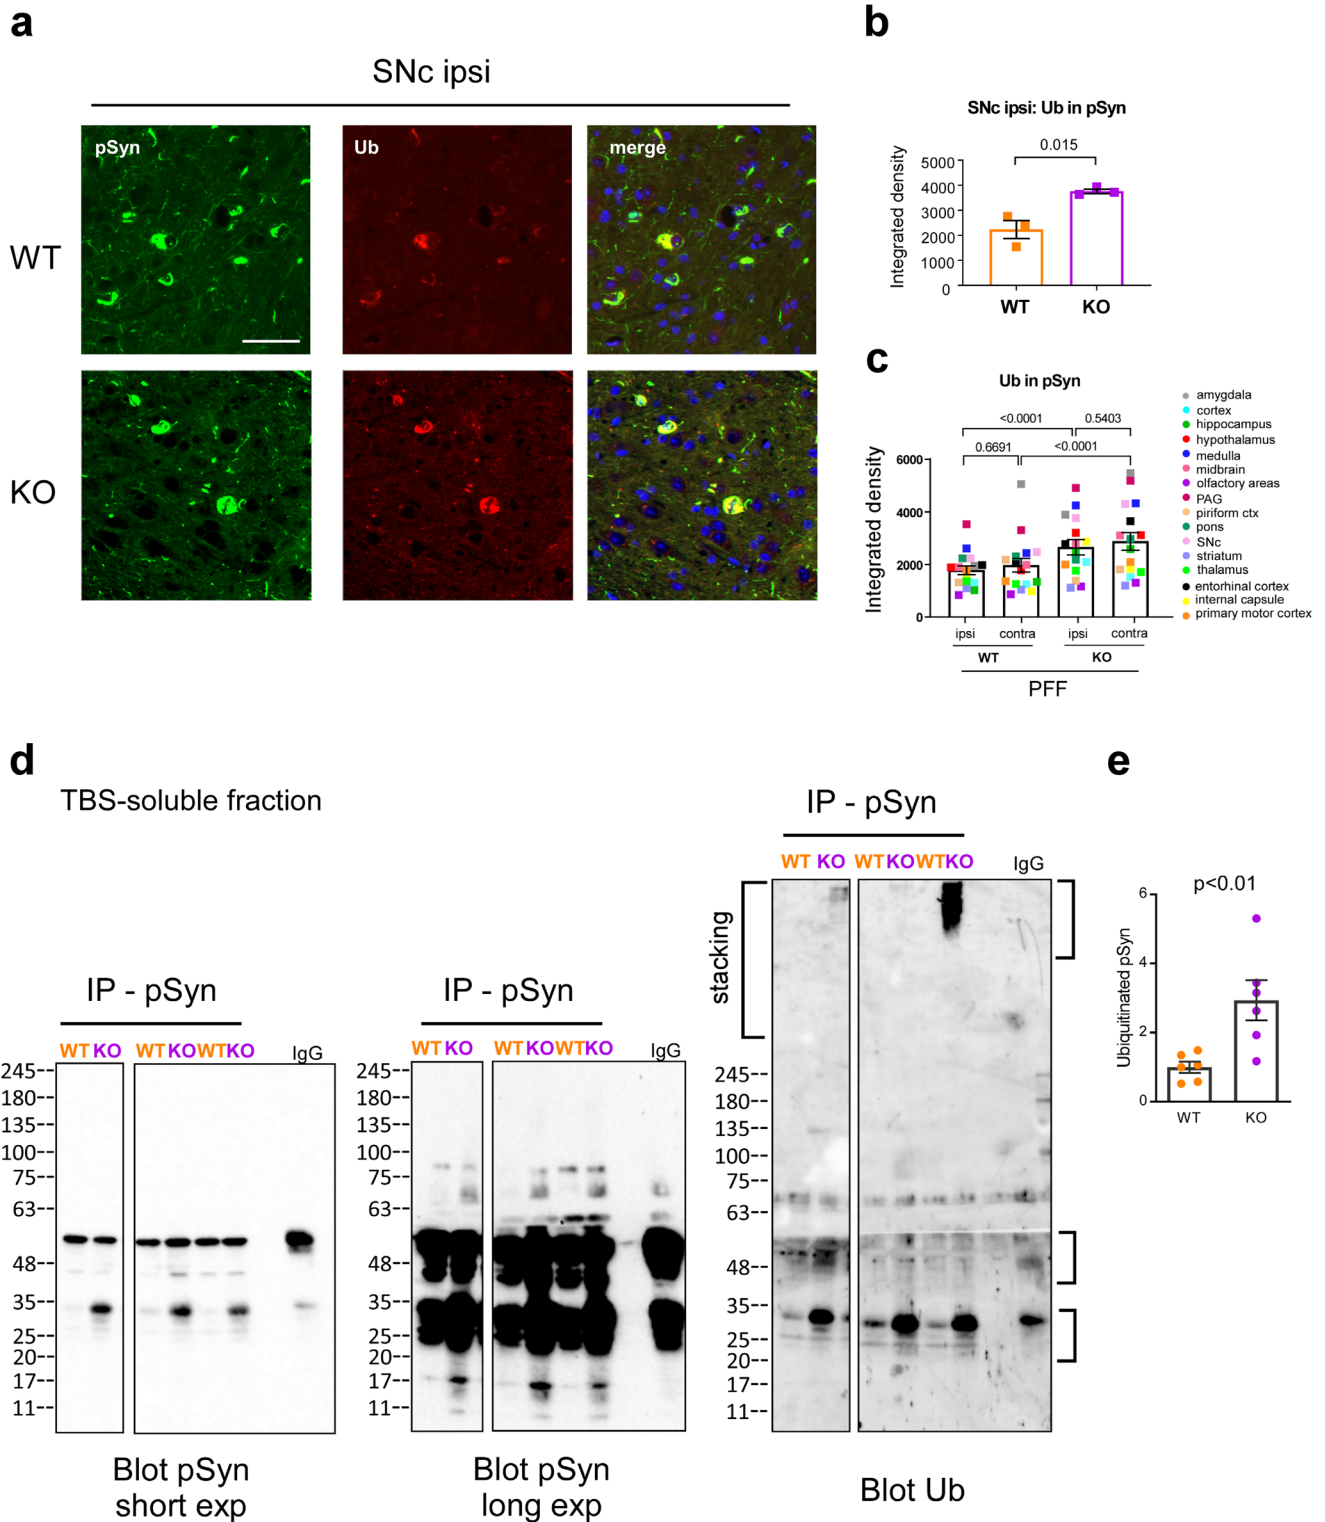 a
SNc ipsi
pSyn
Ub
merge
WT
KO
b
SNc ipsi: Ub in pSyn
0.015
Integrated density
5000
4000
3000
2000
1000
0
WT
KO
c
Ub in pSyn
<0.0001
0.5403
0.6691
<0.0001
Integrated density
6000
4000
2000
0
ipsi
contra
ipsi
contra
WT
KO
PFF
amygdala
cortex
hippocampus
hypothalamus
medulla
midbrain
olfactory areas
PAG
piriform ctx
pons
SNc
striatum
thalamus
entorhinal cortex
internal capsule
primary motor cortex
d
TBS-soluble fraction
IP - pSyn
WT KO WT KO WT KO IgG
245--
180--
135--
100--
75--
63--
48--
35--
25--
20--
17--
11--
Blot pSyn
short exp
IP - pSyn
WT KO WT KO WT KO IgG
245--
180--
135--
100--
75--
63--
48--
35--
25--
20--
17--
11--
Blot pSyn
long exp
IP - pSyn
WT KO WT KO WT KO IgG
stacking
245--
180--
135--
100--
75--
63--
48--
35--
25--
20--
17--
11--
Blot Ub
e
p<0.01
Ubiquitinated pSyn
6
4
2
0
WT
KO